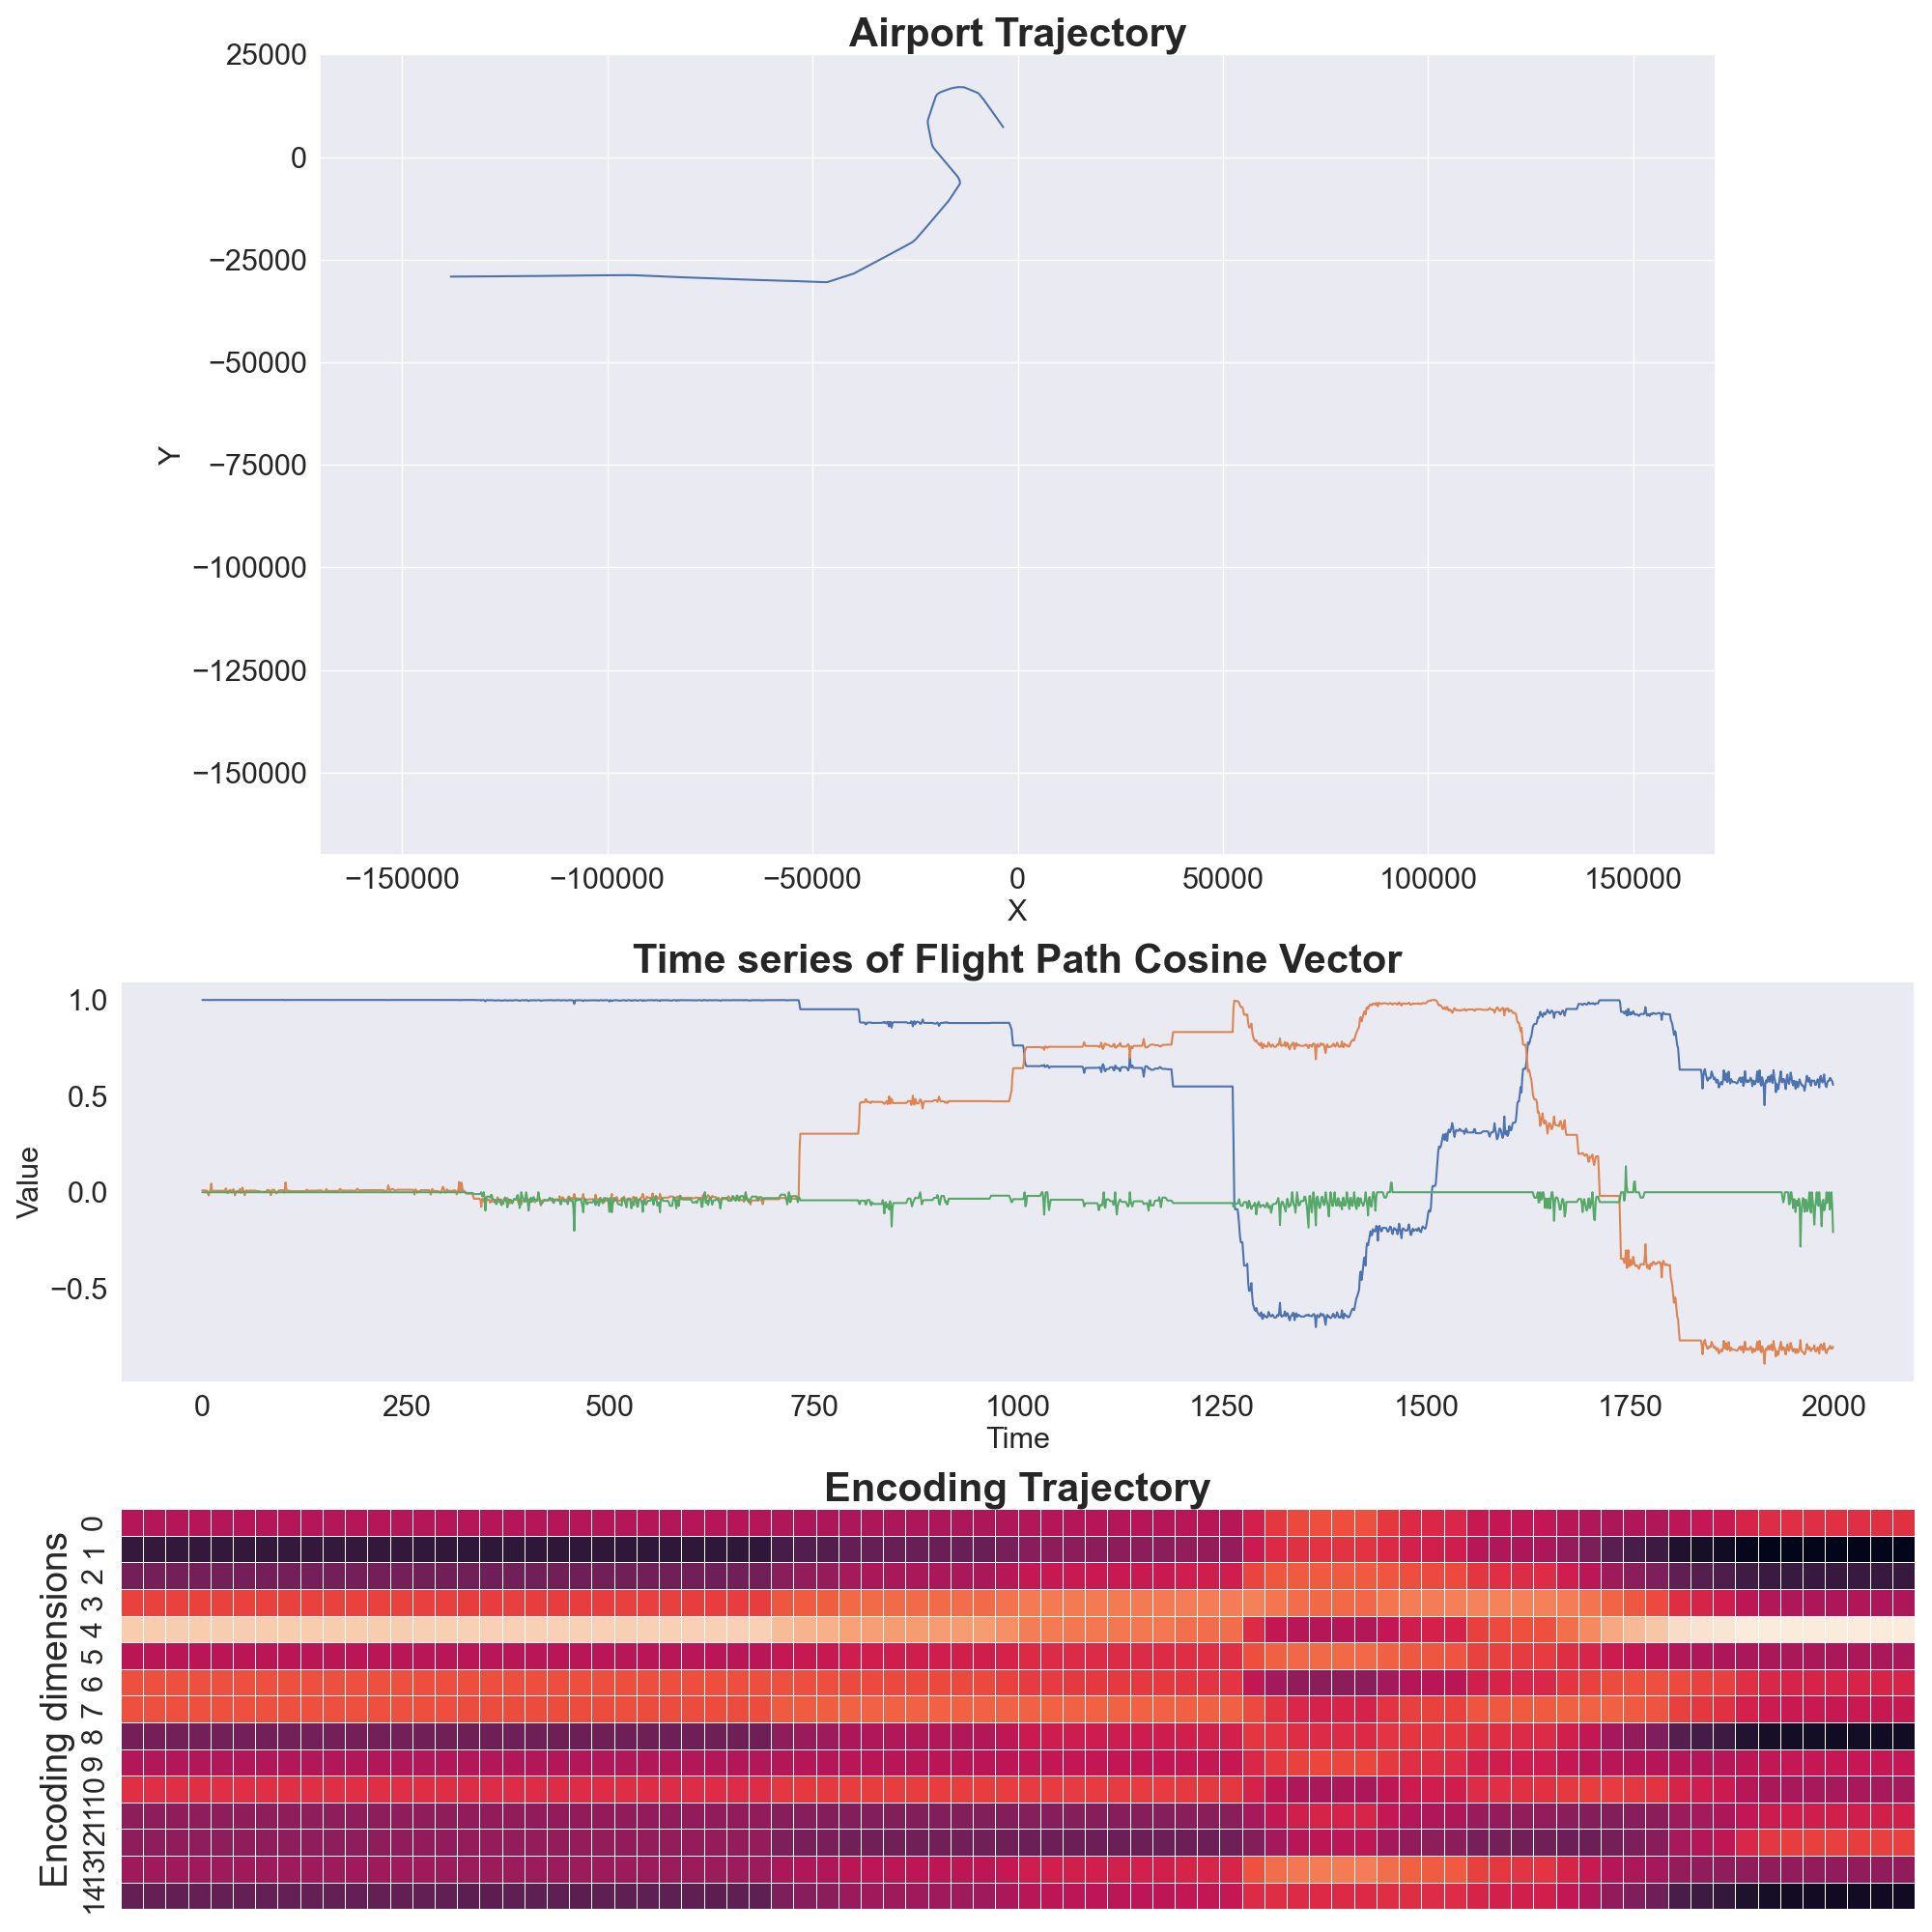 Airport Trajectory
25000
0
−25000
−50000
−75000
−100000
−125000
−150000
Y
−150000 −100000 −50000 0 50000 100000 150000
X
Time series of Flight Path Cosine Vector
1.0
0.5
0.0
−0.5
Value
0 250 500 750 1000 1250 1500 1750 2000
Time
Encoding Trajectory
Encoding dimensions
0
1
2
3
4
5
6
7
8
9
10
11
12
13
14